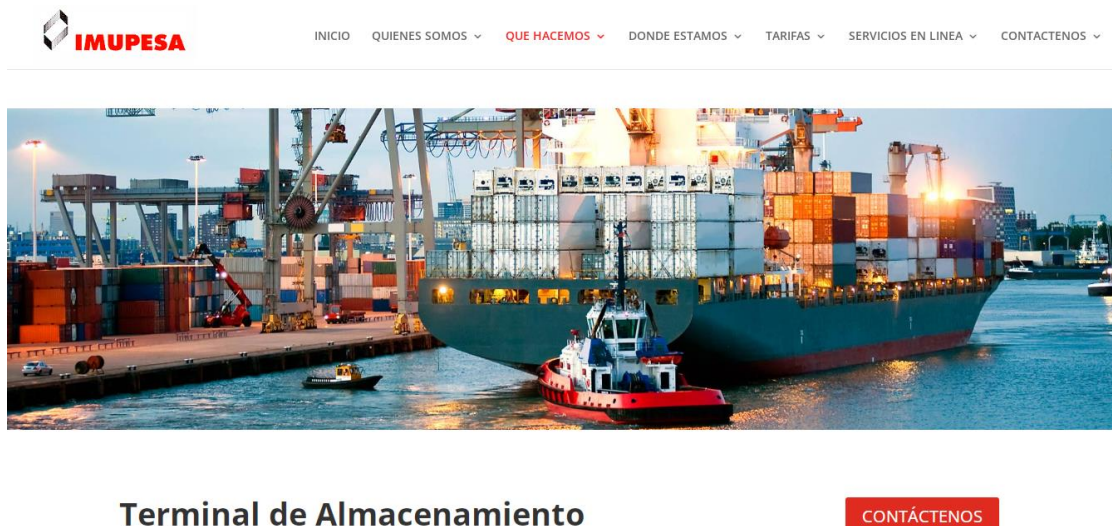 IMUPESA
INICIO QUIENES SOMOS QUE HACEMOS DONDE ESTAMOS TARIFAS SERVICIOS EN LINEA CONTACTENOS
Terminal de Almacenamiento
CONTÁCTENOS